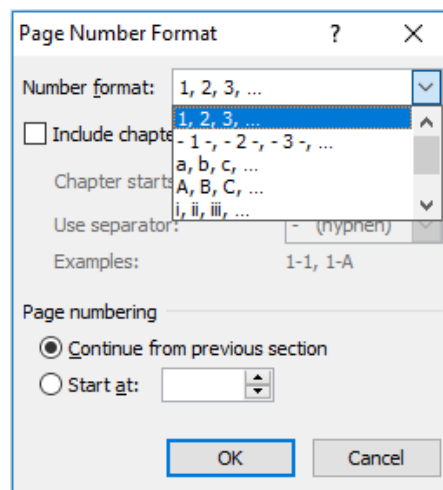 Page Number Format ? ×
Number format: 1, 2, 3, ...
1, 2, 3, ...
Include chapte
- 1 -, - 2 -, - 3 -, ...
a, b, c, ...
Chapter starts
A, B, C, ...
i, ii, iii, ...
Use separator: - (hyphen)
Examples: 1-1, 1-A
Page numbering
Continue from previous section
Start at:
OK Cancel